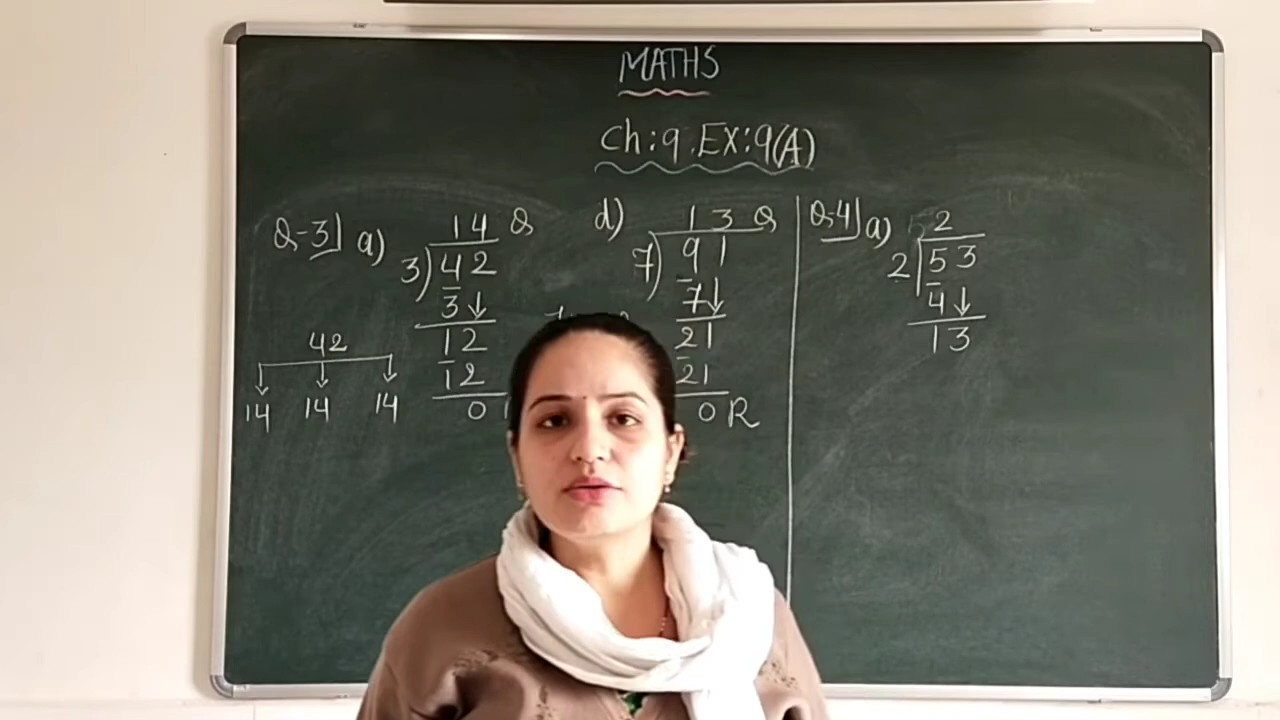 MATHS
Ch:9. Ex:9(A)
Q-3] a)
14 Q
3)42
3↓
12
12
0
42
14 14 14
d)
13 Q
7)91
7↓
21
21
0 R
Q.4] a)
2
2|53
4↓
13